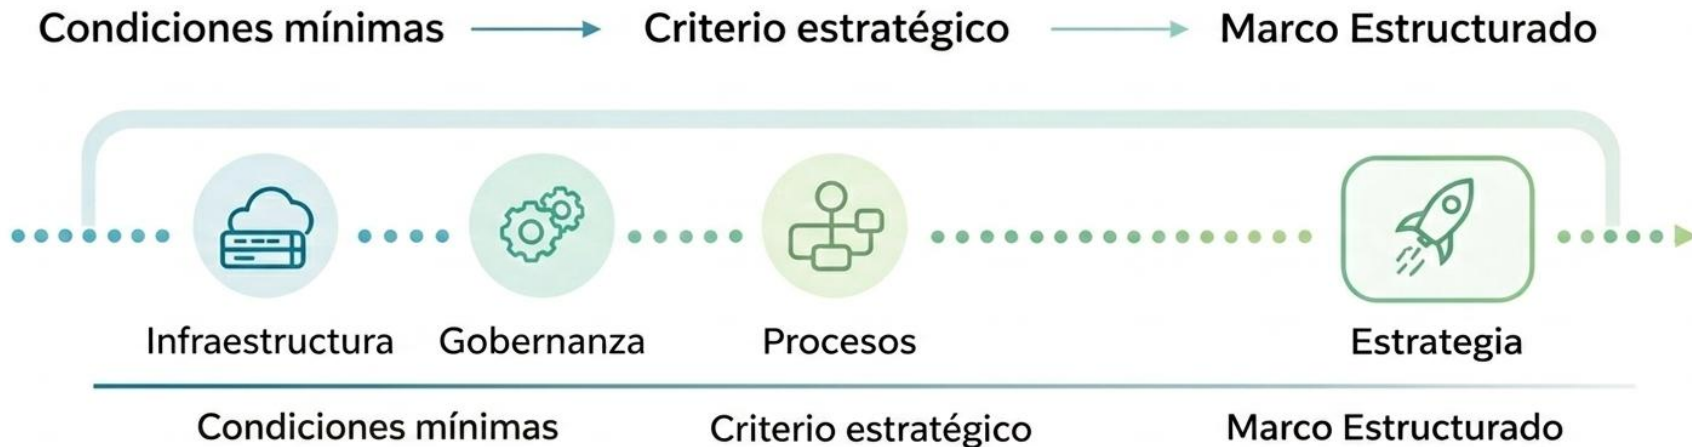 Condiciones mínimas Criterio estratégico Marco Estructurado
Infraestructura Gobernanza Procesos Estrategia
Condiciones mínimas Criterio estratégico Marco Estructurado